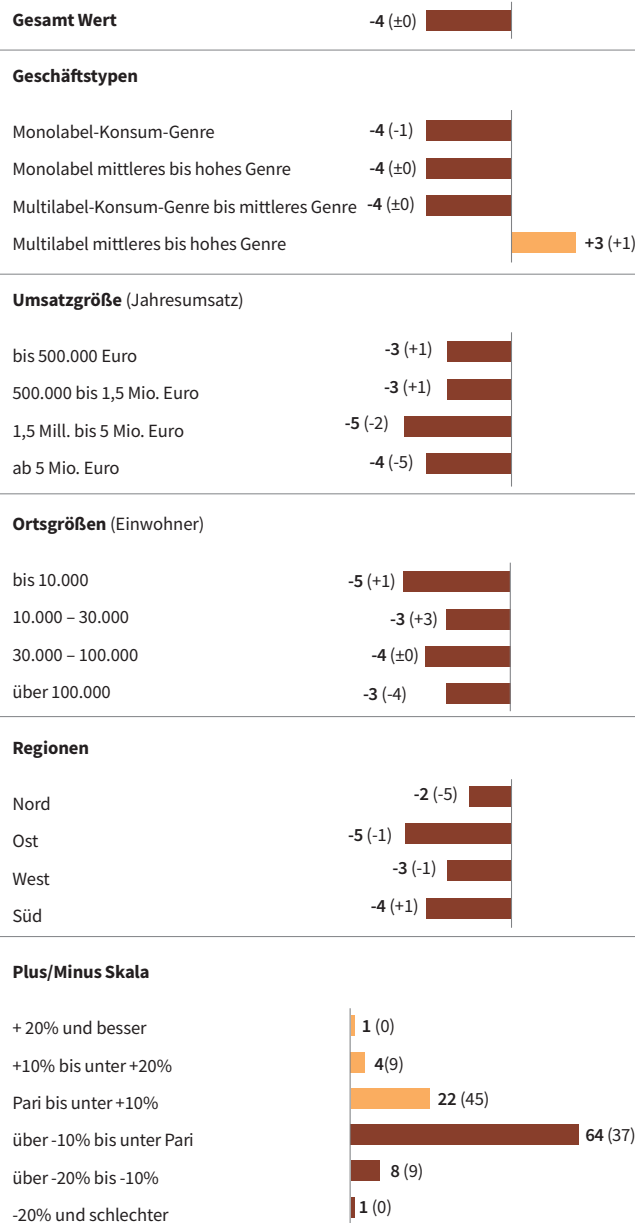 Gesamt Wert -4 (±0)
Geschäftstypen
Monolabel-Konsum-Genre -4 (-1)
Monolabel mittleres bis hohes Genre -4 (±0)
Multilabel-Konsum-Genre bis mittleres Genre -4 (±0)
Multilabel mittleres bis hohes Genre +3 (+1)
Umsatzgröße (Jahresumsatz)
bis 500.000 Euro -3 (+1)
500.000 bis 1,5 Mio. Euro -3 (+1)
1,5 Mill. bis 5 Mio. Euro -5 (-2)
ab 5 Mio. Euro -4 (-5)
Ortsgrößen (Einwohner)
bis 10.000 -5 (+1)
10.000 – 30.000 -3 (+3)
30.000 – 100.000 -4 (±0)
über 100.000 -3 (-4)
Regionen
Nord -2 (-5)
Ost -5 (-1)
West -3 (-1)
Süd -4 (+1)
Plus/Minus Skala
+ 20% und besser 1 (0)
+10% bis unter +20% 4(9)
Pari bis unter +10% 22 (45)
über -10% bis unter Pari 64 (37)
über -20% bis -10% 8 (9)
-20% und schlechter 1 (0)